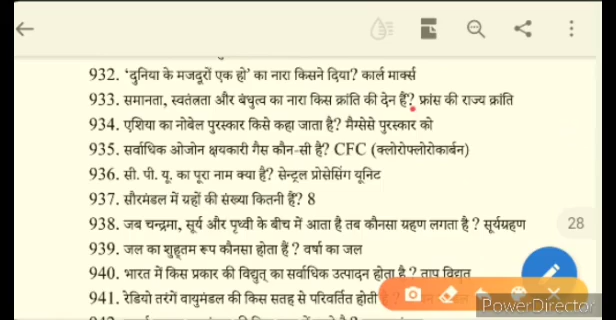 932. 'दुनिया के मजदूरों एक हो' का नारा किसने दिया? कार्ल मार्क्स
933. समानता, स्वतंत्रता और बंधुत्व का नारा किस क्रांति की देन हैं? फ्रांस की राज्य क्रांति
934. एशिया का नोबेल पुरस्कार किसे कहा जाता है? मैग्सेसे पुरस्कार को
935. सर्वाधिक ओजोन क्षयकारी गैस कौन-सी है? CFC (क्लोरोफ्लोरोकार्बन)
936. सी. पी. यू. का पूरा नाम क्या है? सेन्ट्रल प्रोसेसिंग यूनिट
937. सौरमंडल में ग्रहों की संख्या कितनी हैं? 8
938. जब चन्द्रमा, सूर्य और पृथ्वी के बीच में आता है तब कौनसा ग्रहण लगता है ? सूर्यग्रहण
28
939. जल का शुद्धतम रूप कौनसा होता हैं ? वर्षा का जल
940. भारत में किस प्रकार की विद्युत् का सर्वाधिक उत्पादन होता है ? ताप विद्युत
941. रेडियो तरंगें वायुमंडल की किस सतह से परिवर्तित होती
PowerDirector